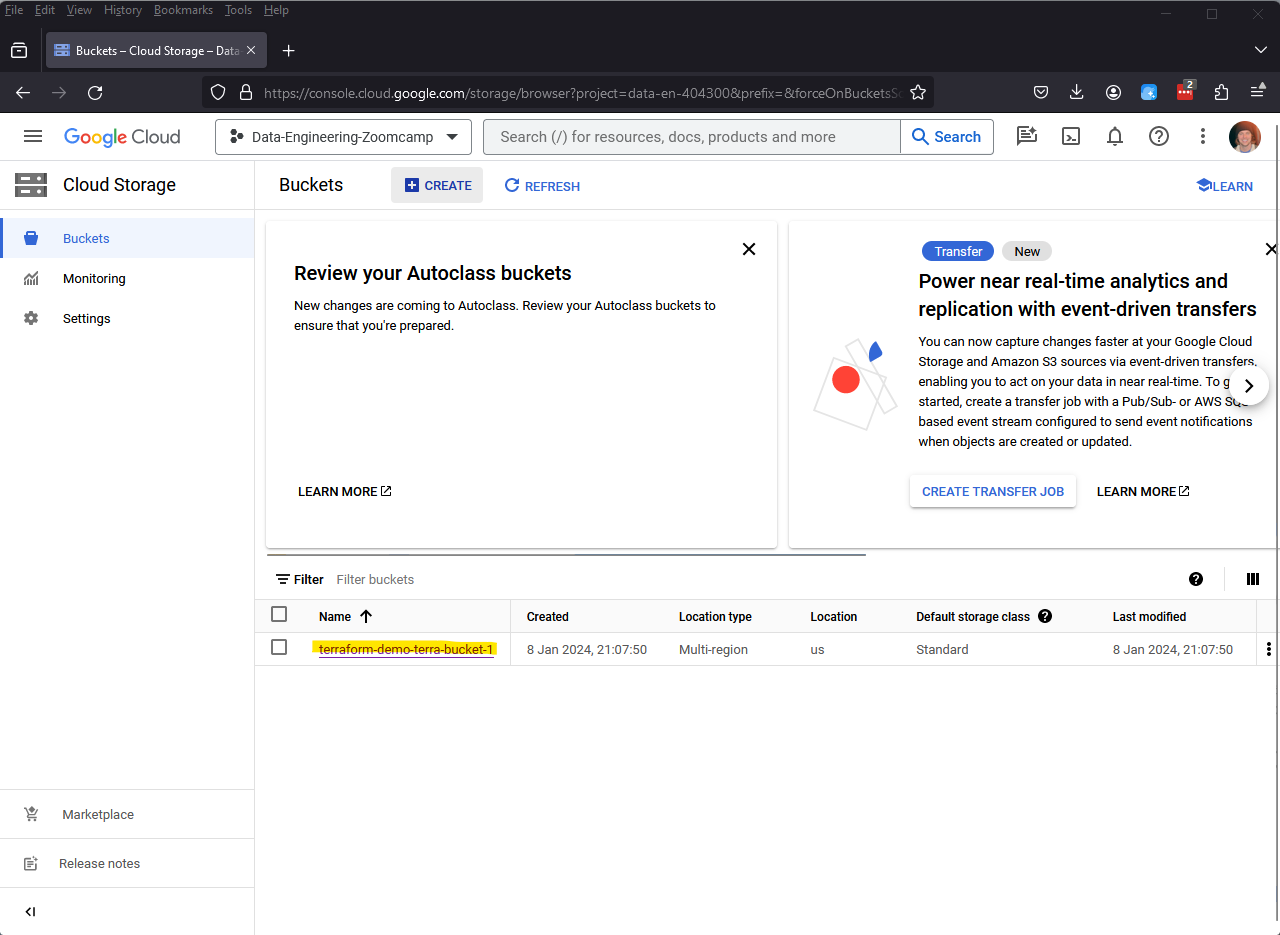 File Edit View History Bookmarks Tools Help
Buckets – Cloud Storage – Data-
https://console.cloud.google.com/storage/browser?project=data-en-404300&prefix=&forceOnBucketsSc
2
Google Cloud
Data-Engineering-Zoomcamp
Search (/) for resources, docs, products and more
Search
Cloud Storage
Buckets
CREATE
REFRESH
LEARN
Buckets
Monitoring
Settings
Review your Autoclass buckets
New changes are coming to Autoclass. Review your Autoclass buckets to
ensure that you're prepared.
LEARN MORE
Transfer New
Power near real-time analytics and
replication with event-driven transfers
You can now capture changes faster at your Google Cloud
Storage and Amazon S3 sources via event-driven transfers,
enabling you to act on your data in near real-time. To
started, create a transfer job with a Pub/Sub- or AWS
based event stream configured to send event notifications
when objects are created or updated.
CREATE TRANSFER JOB LEARN MORE
Filter Filter buckets
Name Created Location type Location Default storage class Last modified
terraform-demo-terra-bucket-1 8 Jan 2024, 21:07:50 Multi-region us Standard 8 Jan 2024, 21:07:50
Marketplace
Release notes